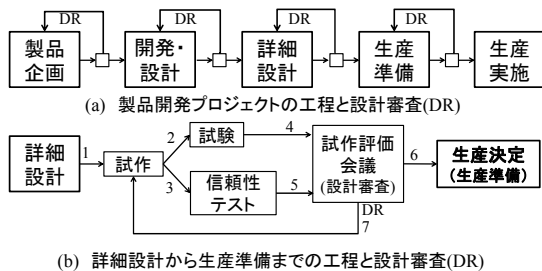 DR
DR
DR
DR
製品
企画
開発・
設計
詳細
設計
生産
準備
生産
実施
(a) 製品開発プロジェクトの工程と設計審査(DR)
詳細
設計
1
試作
2
試験
3
信頼性
テスト
4
5
試作評価
会議
(設計審査)
6
生産決定
(生産準備)
DR
7
(b) 詳細設計から生産準備までの工程と設計審査(DR)